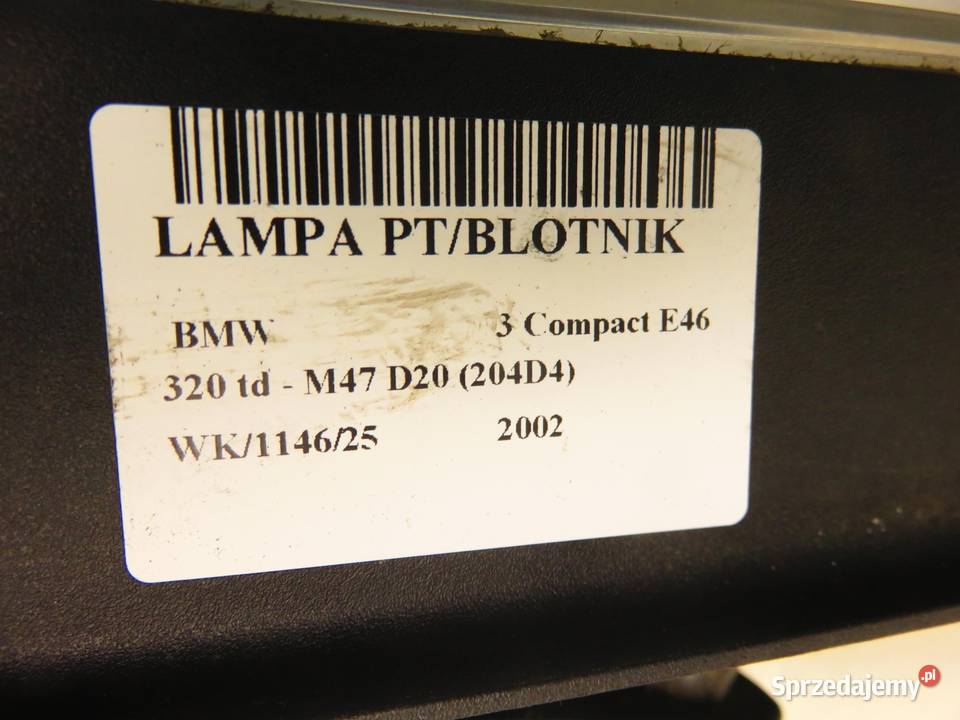 LAMPA PT/BLOTNIK
BMW 3 Compact E46
320 td - M47 D20 (204D4)
WK/1146/25 2002
Sprzedajemy.pl